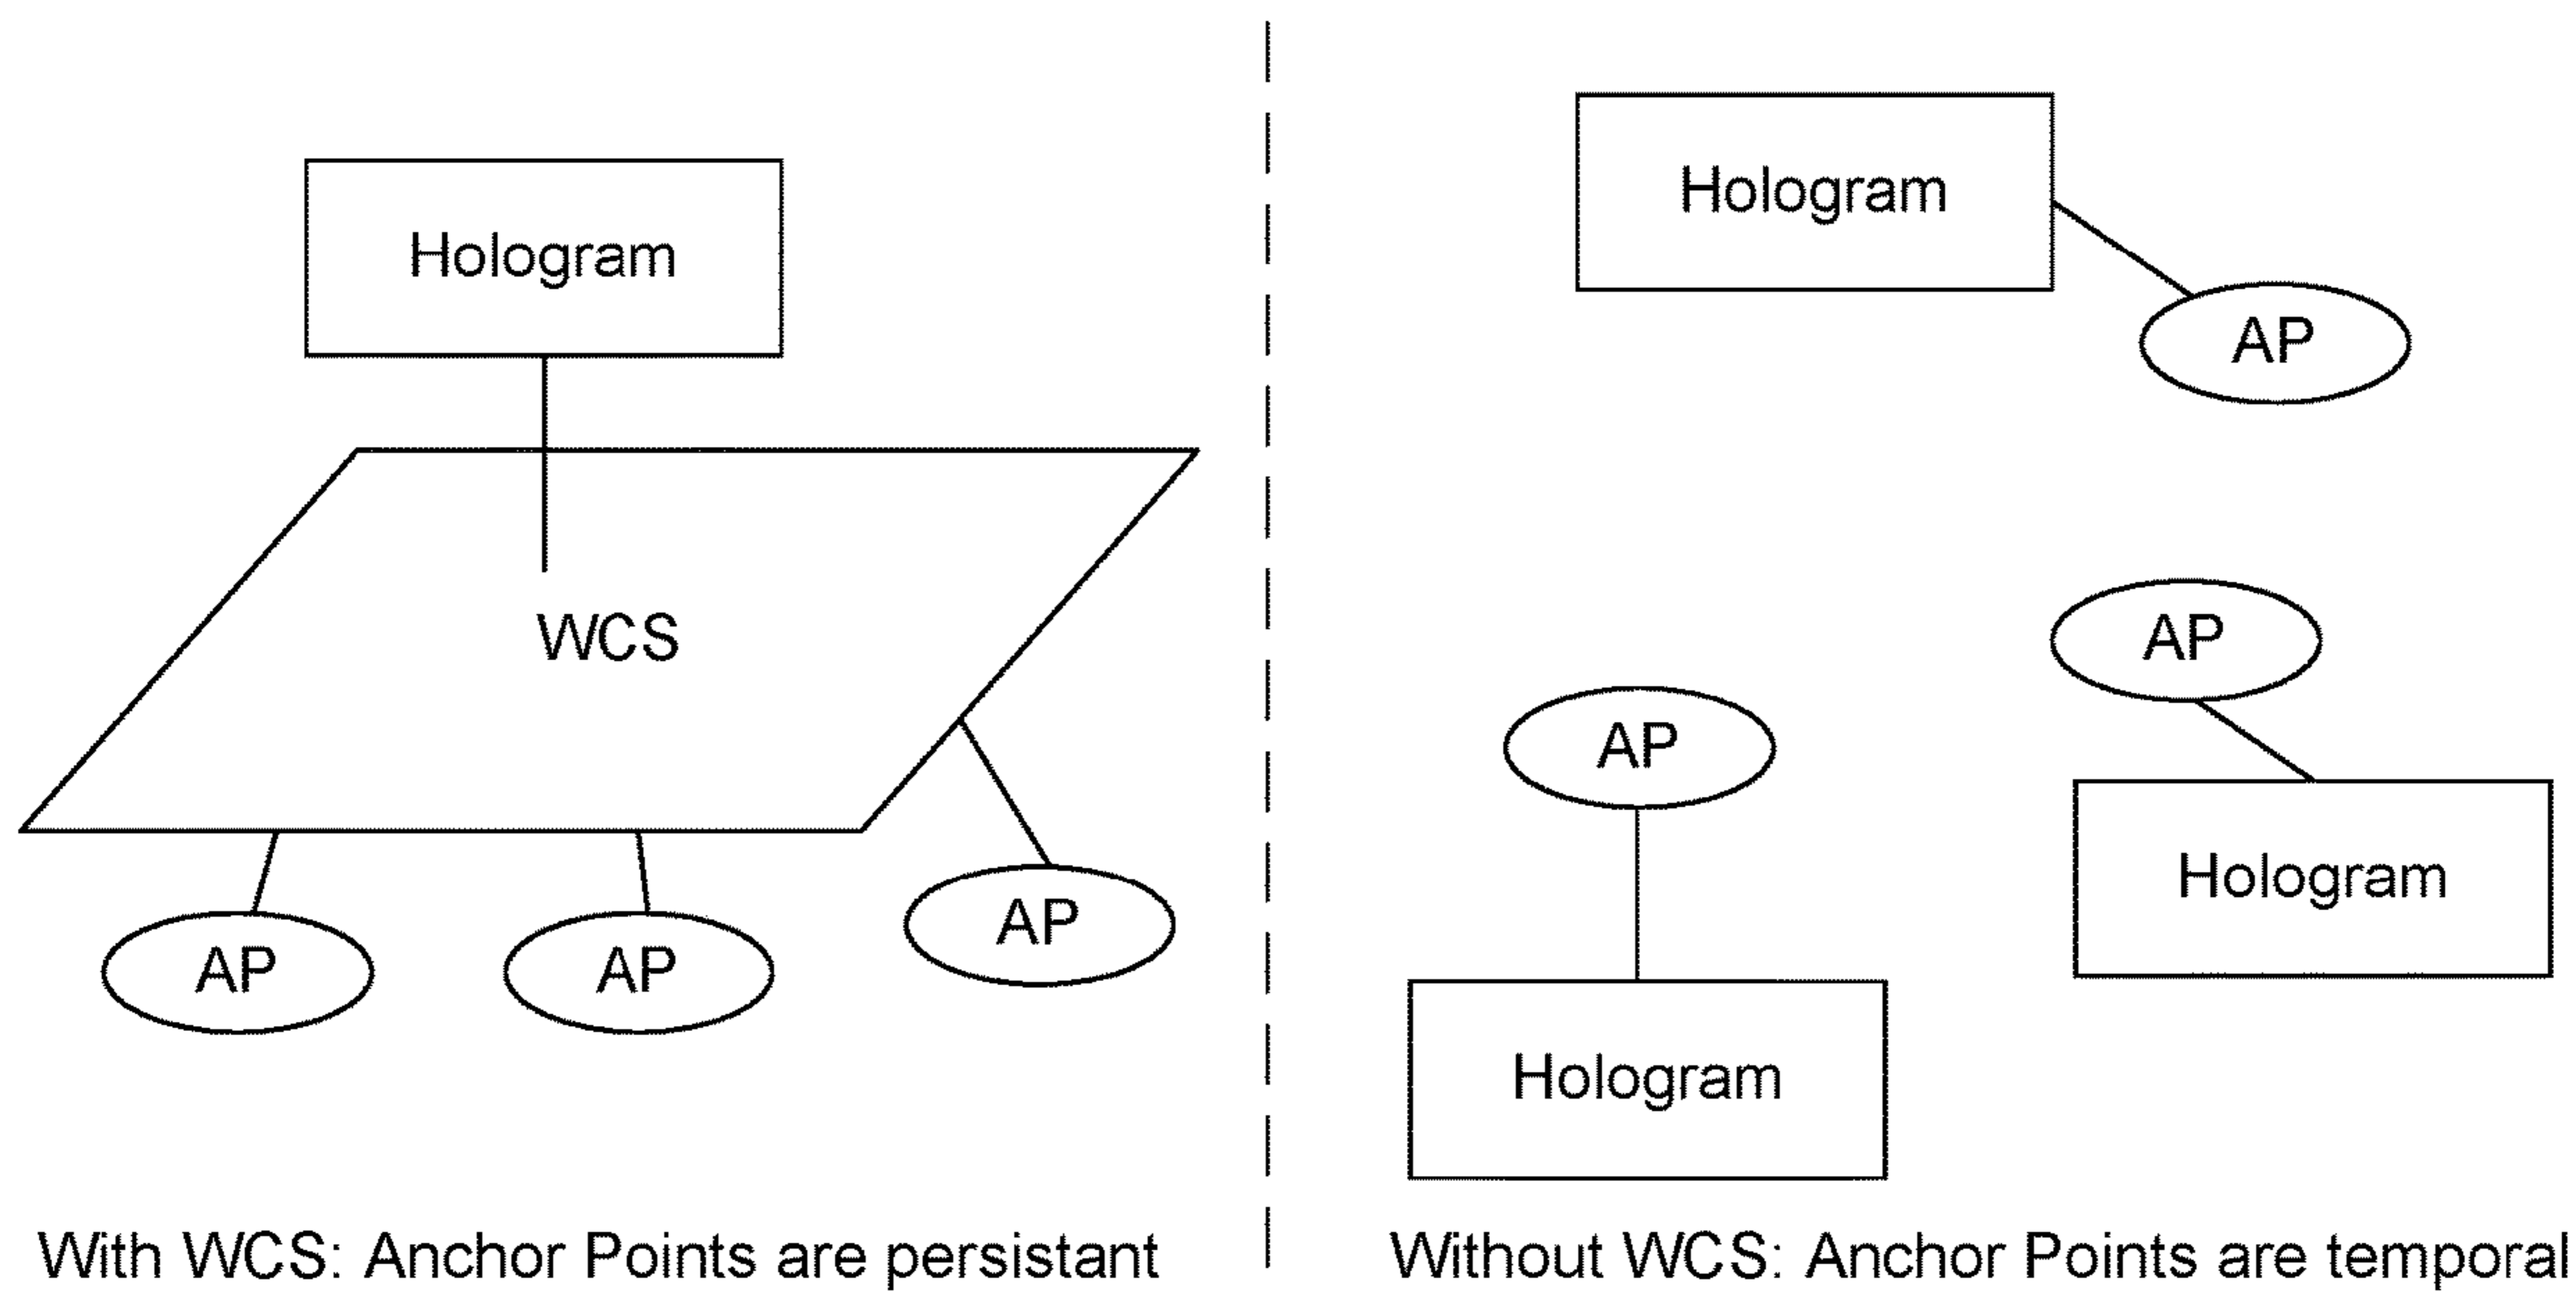 Hologram
WCS
AP
AP
AP
With WCS: Anchor Points are persistant
Hologram
AP
AP
AP
Hologram
Hologram
Without WCS: Anchor Points are temporal